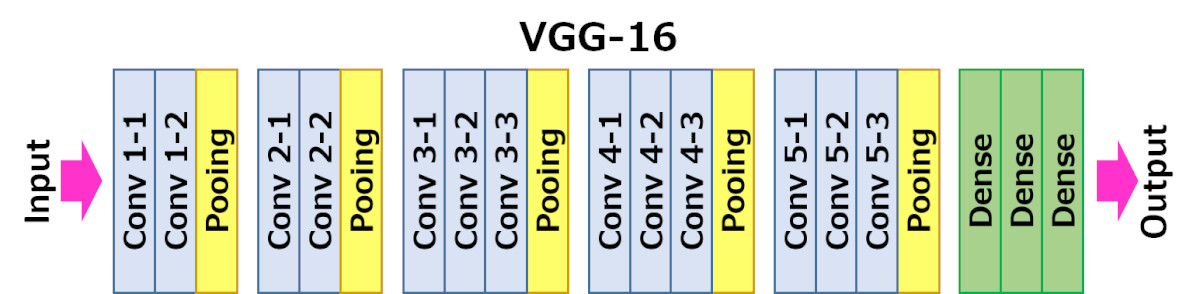 VGG-16
Input
Conv 1-1
Conv 1-2
Pooing
Conv 2-1
Conv 2-2
Pooing
Conv 3-1
Conv 3-2
Conv 3-3
Pooing
Conv 4-1
Conv 4-2
Conv 4-3
Pooing
Conv 5-1
Conv 5-2
Conv 5-3
Pooing
Dense
Dense
Dense
Output